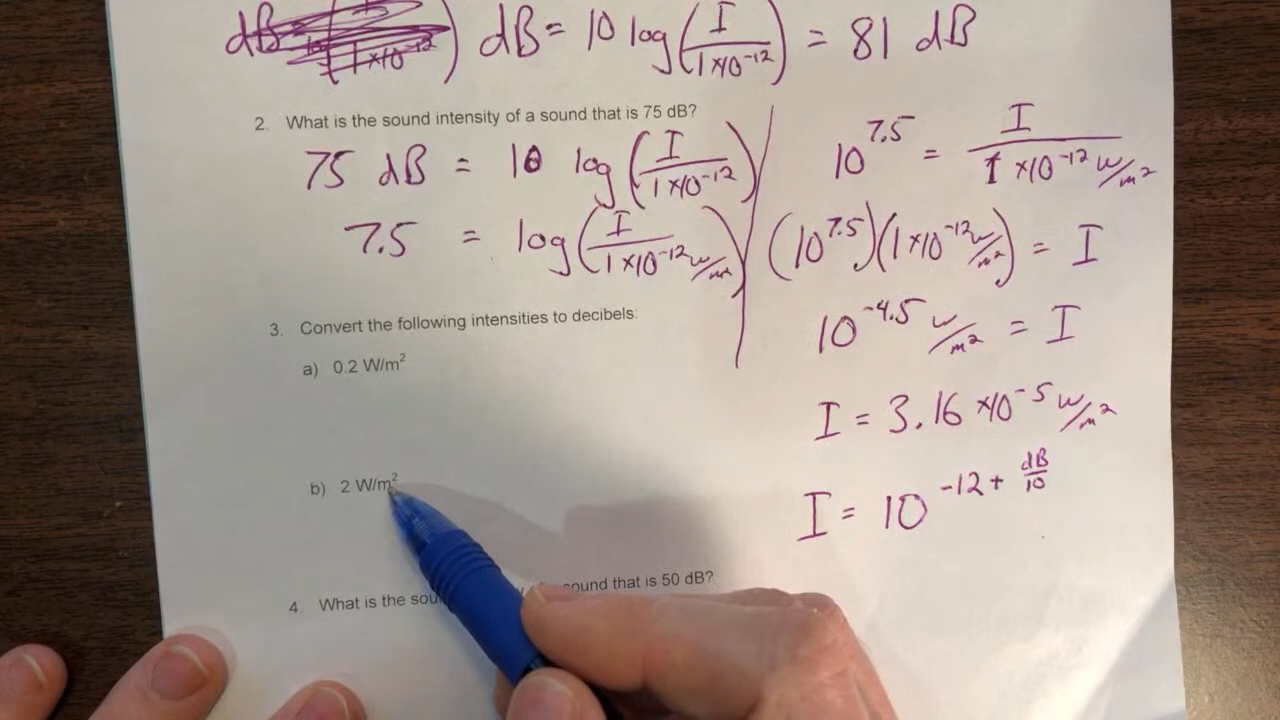 dB dB = 10 log(I/1×10⁻¹²) = 81 dB
2. What is the sound intensity of a sound that is 75 dB?
75 dB = 10 log(I/1×10⁻¹²)
7.5 = log(I/1×10⁻¹² W/m²)
10^7.5 = I/1×10⁻¹² W/m²
(10^7.5)(1×10⁻¹² W/m²) = I
10^-4.5 W/m² = I
I = 3.16 ×10⁻⁵ W/m²
I = 10^(-12 + dB/10)
3. Convert the following intensities to decibels:
a) 0.2 W/m²
b) 2 W/m²
4. What is the sou sound that is 50 dB?